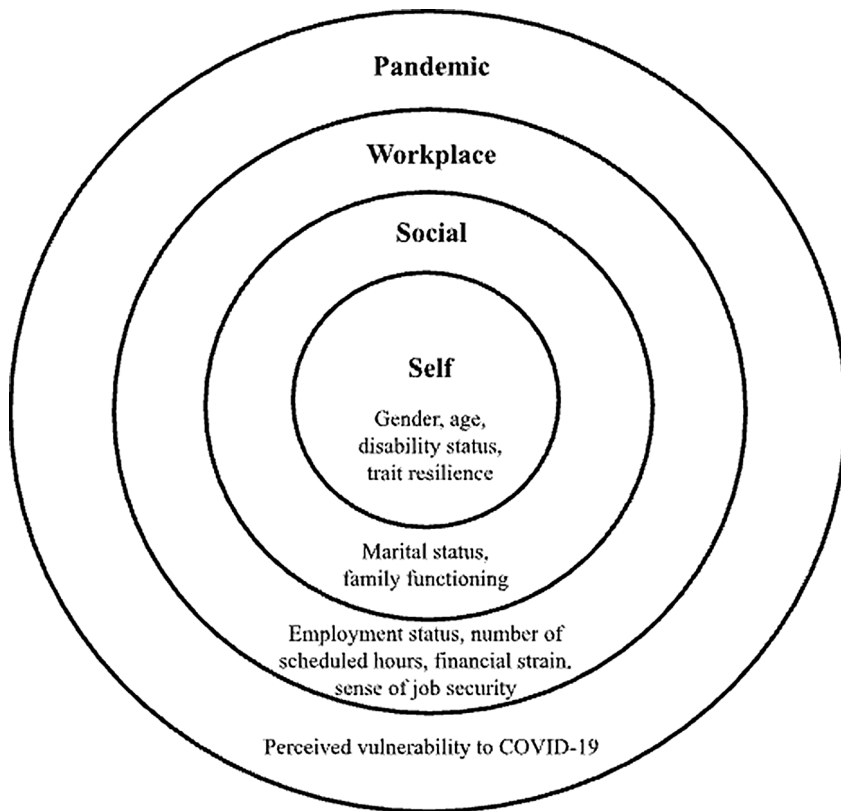 Pandemic
Workplace
Social
Self
Gender, age,
disability status,
trait resilience
Marital status,
family functioning
Employment status, number of
scheduled hours, financial strain.
sense of job security
Perceived vulnerability to COVID-19